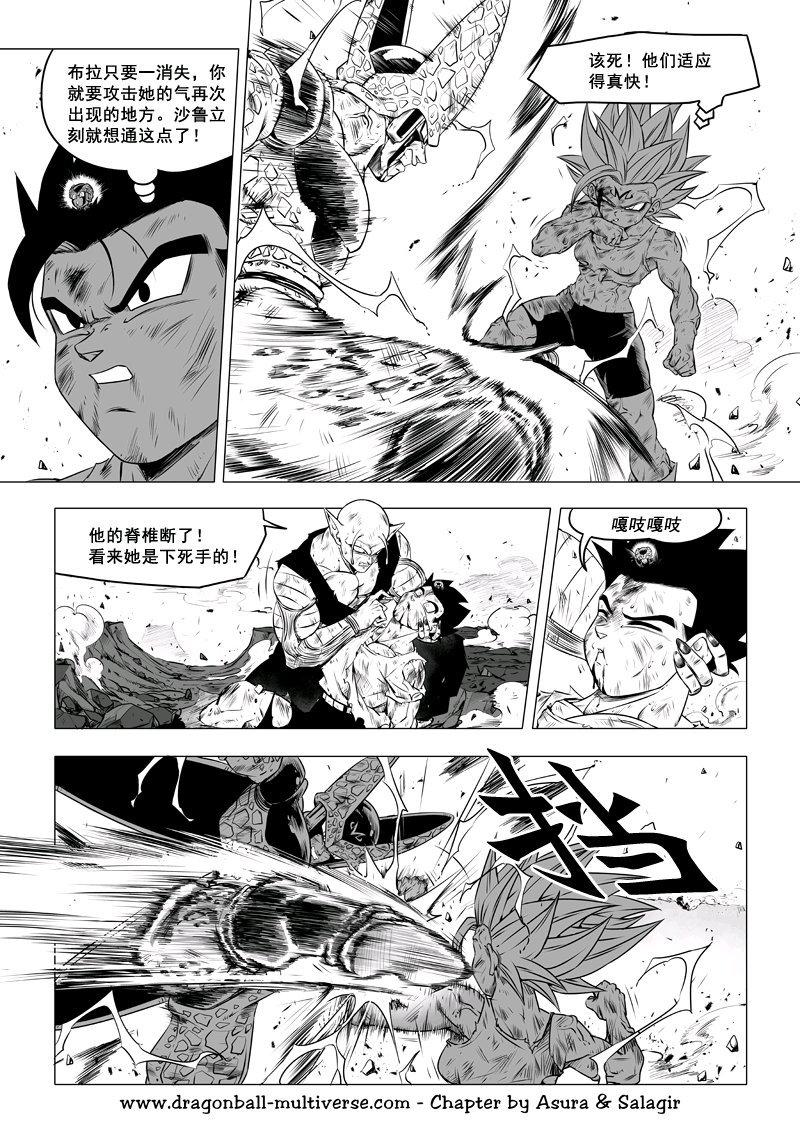 布拉只要一消失，你
就要攻击她的气再次
出现的地方。沙鲁立
刻就想通这点了！
该死！他们适应
得真快！
他的脊椎断了！
看来她是下死手的！
嘎吱嘎吱
挡
www.dragonball-multiverse.com - Chapter by Asura & Salagir